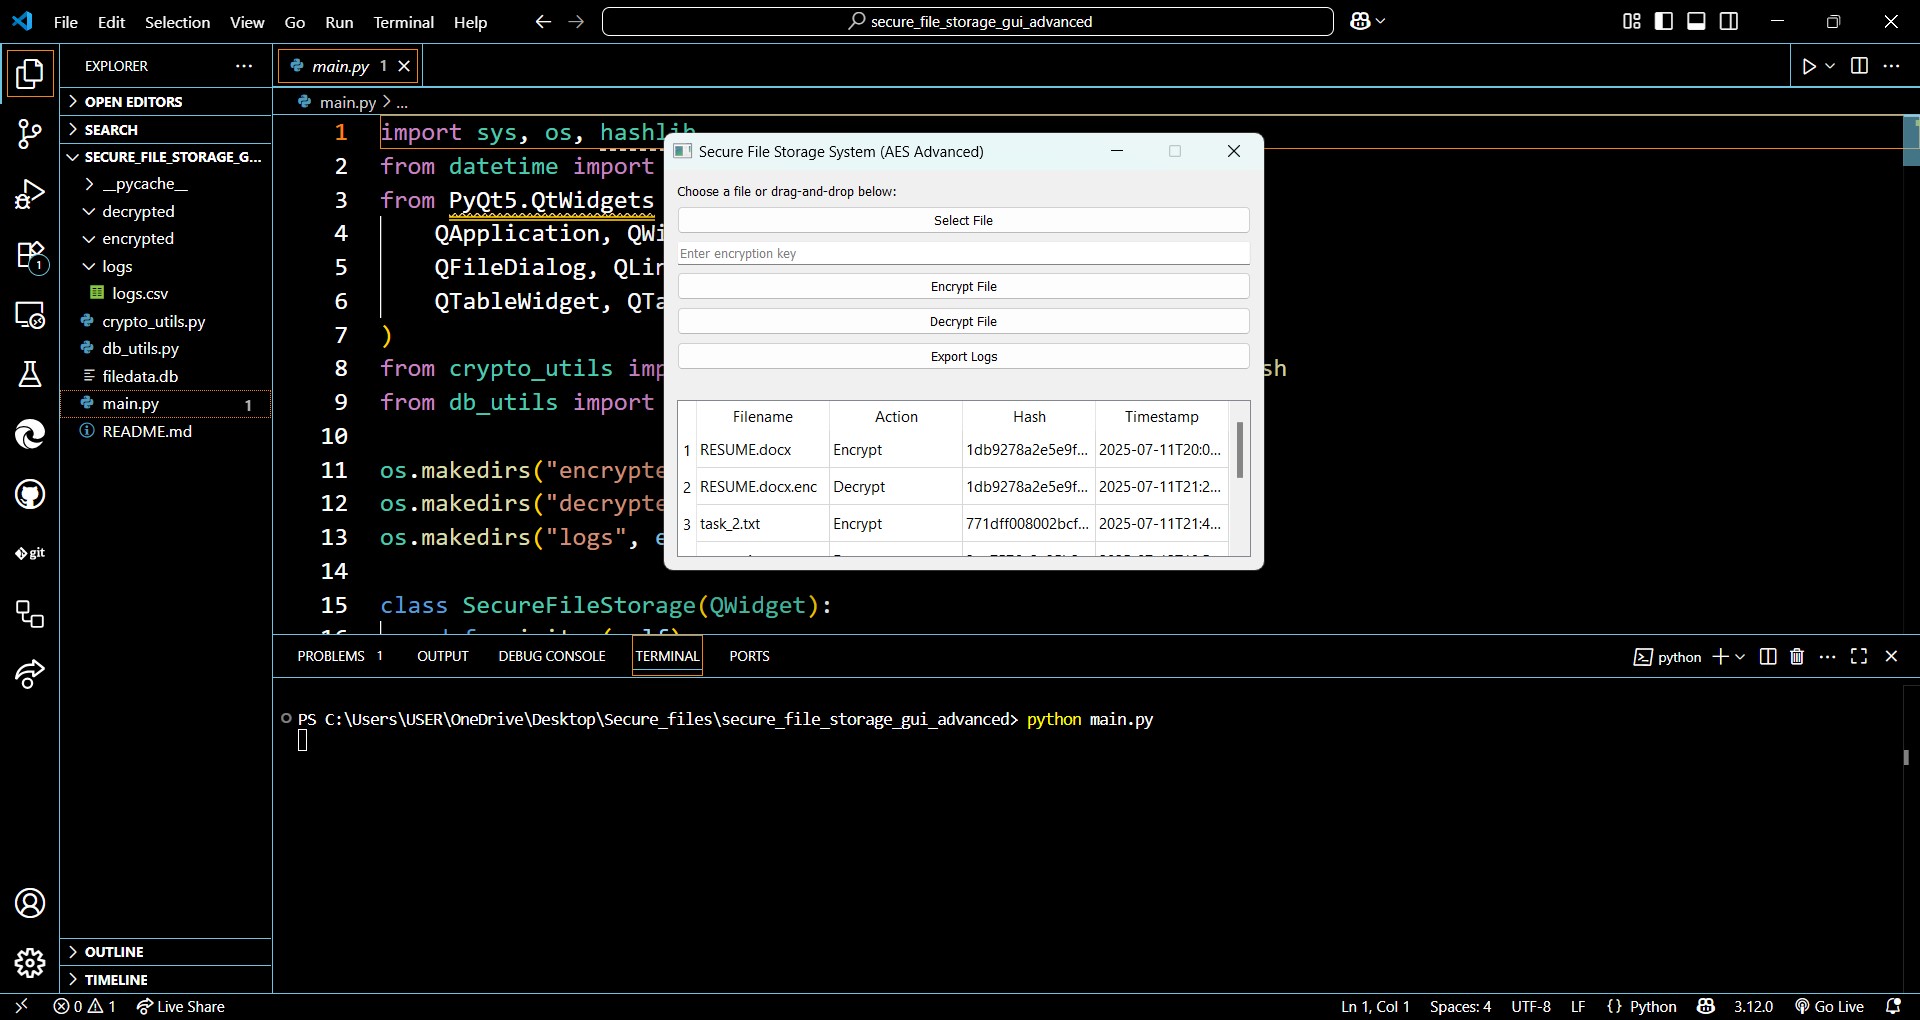 File Edit Selection View Go Run Terminal Help
secure_file_storage_gui_advanced
EXPLORER
OPEN EDITORS
SEARCH
SECURE_FILE_STORAGE_G...
__pycache__
decrypted
encrypted
logs
logs.csv
crypto_utils.py
db_utils.py
filedata.db
main.py 1
README.md
OUTLINE
TIMELINE
1
git
main.py 1
main.py > ...
1 import sys, os, hashlib
2 from datetime import
3 from PyQt5.QtWidgets
4 QApplication,
5 QFileDialog,
6 QTableWidget,
7 )
8 from crypto_utils
9 from db_utils import
10
11 os.makedirs("encrypte
12 os.makedirs("decrypte
13 os.makedirs("logs", e
14
15 class SecureFileStorage(QWidget):
Secure File Storage System (AES Advanced)
Choose a file or drag-and-drop below:
Select File
Enter encryption key
Encrypt File
Decrypt File
Export Logs
Filename Action Hash Timestamp
1 RESUME.docx Encrypt 1db9278a2e5e9f... 2025-07-11T20:0...
2 RESUME.docx.enc Decrypt 1db9278a2e5e9f... 2025-07-11T21:2...
3 task_2.txt Encrypt 771dff008002bcf... 2025-07-11T21:4...
PROBLEMS 1 OUTPUT DEBUG CONSOLE TERMINAL PORTS
python
PS C:\Users\USER\OneDrive\Desktop\Secure_files\secure_file_storage_gui_advanced> python main.py
0 1 Live Share
Ln 1, Col 1 Spaces: 4 UTF-8 LF {} Python 3.12.0 Go Live